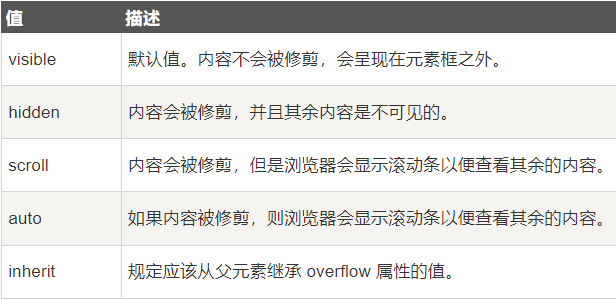 值 描述
visible 默认值。内容不会被修剪，会呈现在元素框之外。
hidden 内容会被修剪，并且其余内容是不可见的。
scroll 内容会被修剪，但是浏览器会显示滚动条以便查看其余的内容。
auto 如果内容被修剪，则浏览器会显示滚动条以便查看其余的内容。
inherit 规定应该从父元素继承 overflow 属性的值。